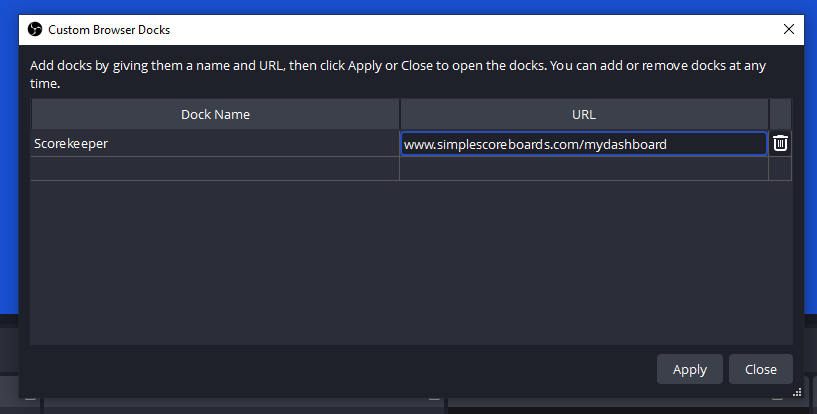 Custom Browser Docks
Add docks by giving them a name and URL, then click Apply or Close to open the docks. You can add or remove docks at any
time.
Dock Name
URL
Scorekeeper
www.simplescoreboards.com/mydashboard
Apply
Close